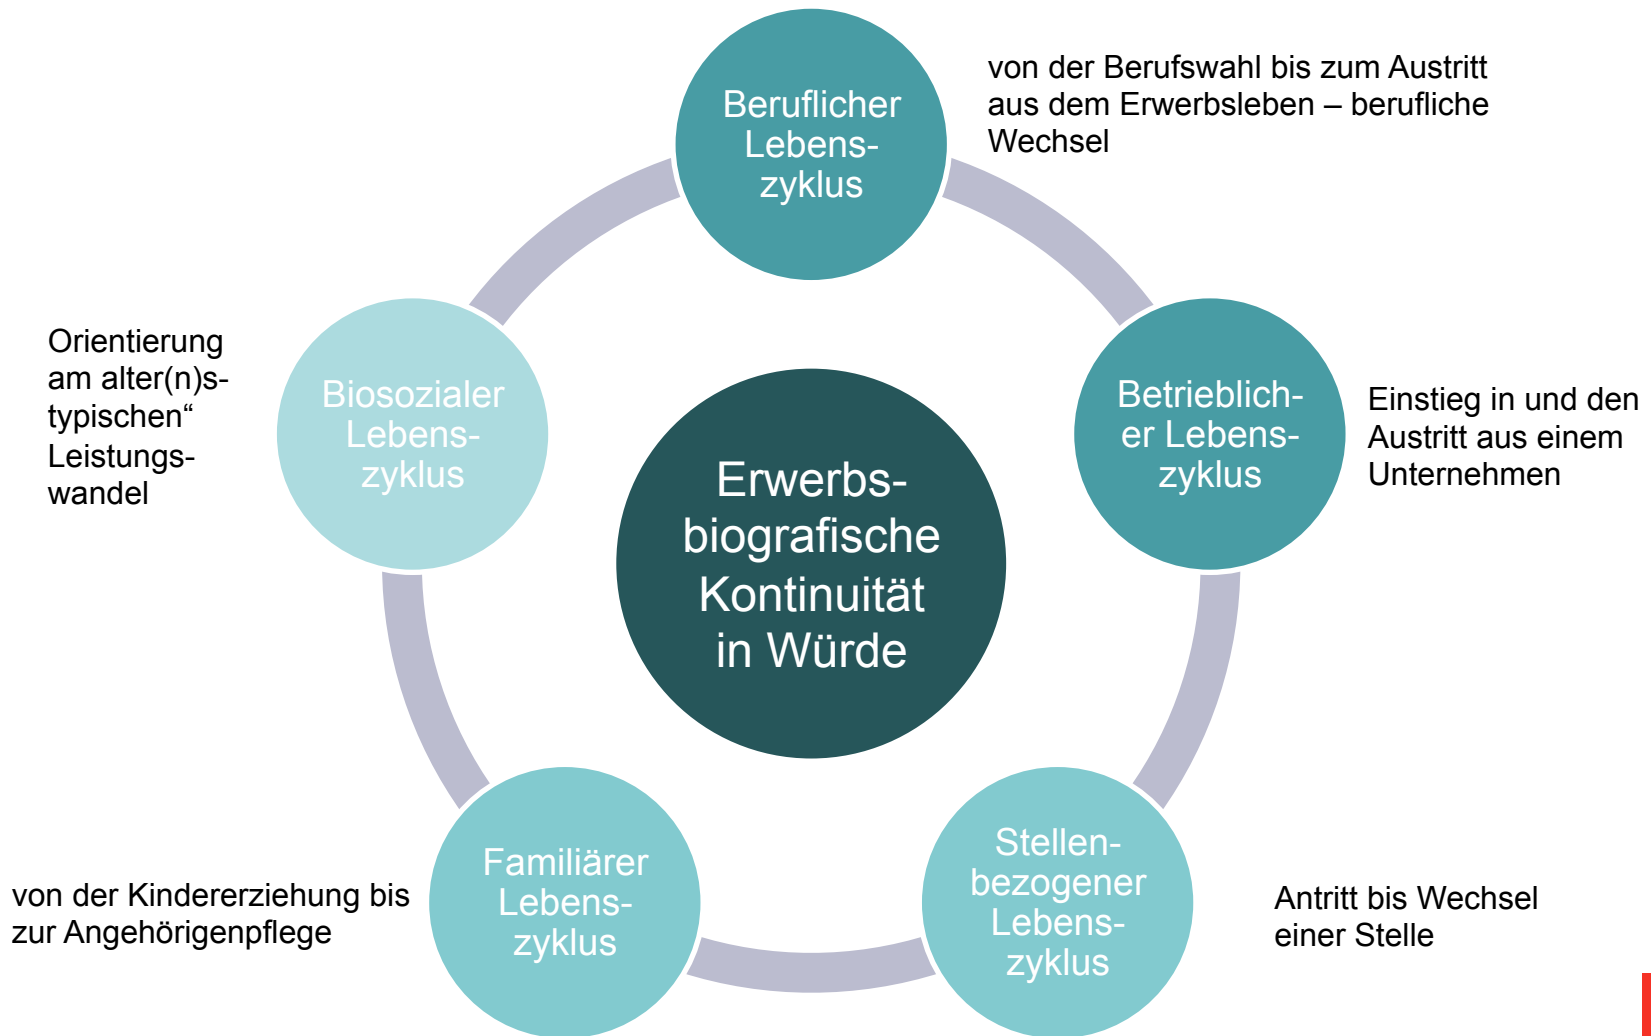 Beruflicher
Lebens-
zyklus
von der Berufswahl bis zum Austritt
aus dem Erwerbsleben – berufliche
Wechsel
Orientierung
am alter(n)s-
typischen“
Leistungs-
wandel
Biosozialer
Lebens-
zyklus
Erwerbs-
biografische
Kontinuität
in Würde
Betrieblich-
er Lebens-
zyklus
Einstieg in und den
Austritt aus einem
Unternehmen
von der Kindererziehung bis
zur Angehörigenpflege
Familiärer
Lebens-
zyklus
Stellen-
bezogener
Lebens-
zyklus
Antritt bis Wechsel
einer Stelle